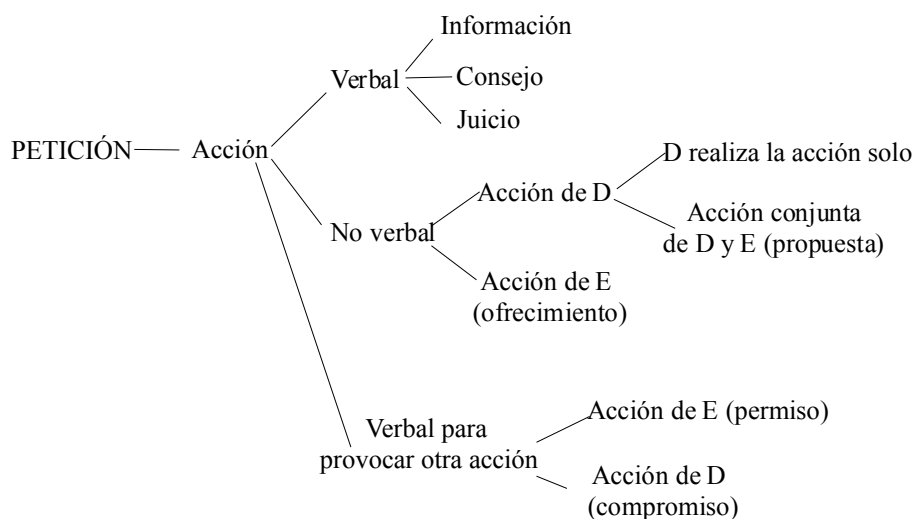 Información
Verbal
Consejo
Juicio
PETICIÓN
Acción
D realiza la acción solo
Acción de D
Acción conjunta
de D y E (propuesta)
No verbal
Acción de E
(ofrecimiento)
Acción de E (permiso)
Verbal para
provocar otra acción
Acción de D
(compromiso)